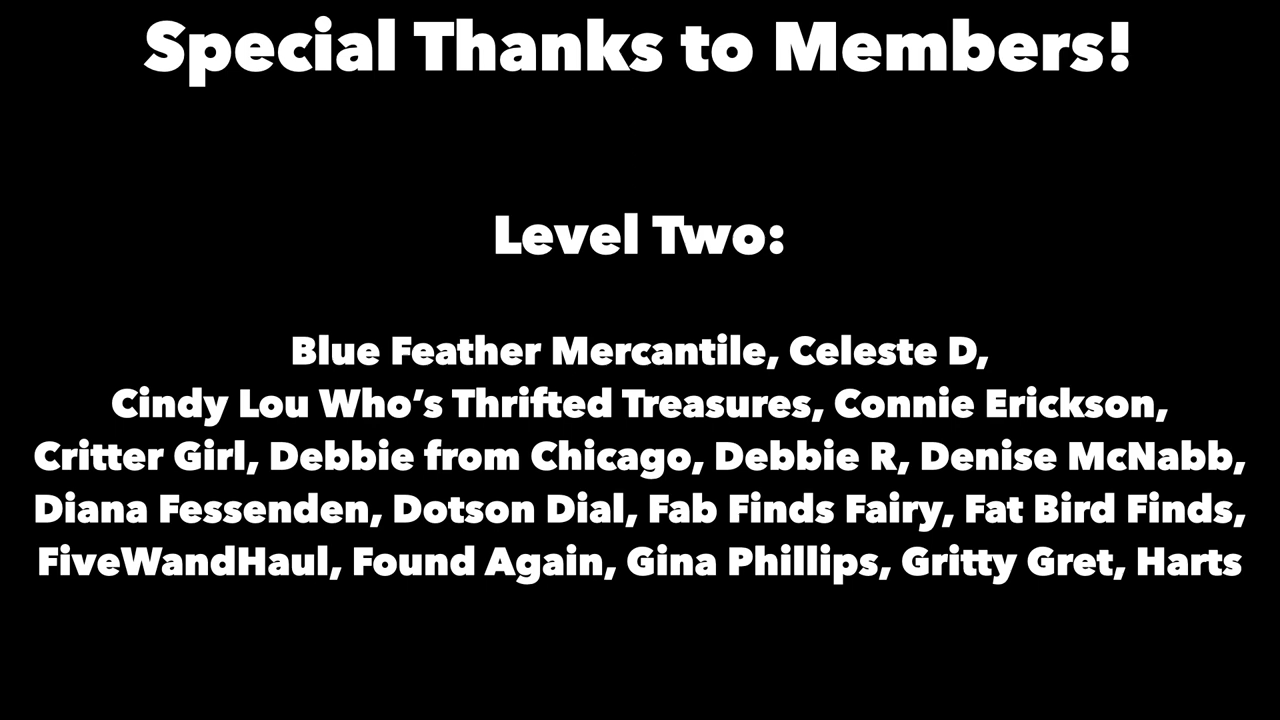 Special Thanks to Members!
Level Two:
Blue Feather Mercantile, Celeste D,
Cindy Lou Who’s Thrifted Treasures, Connie Erickson,
Critter Girl, Debbie from Chicago, Debbie R, Denise McNabb,
Diana Fessenden, Dotson Dial, Fab Finds Fairy, Fat Bird Finds,
FiveWandHaul, Found Again, Gina Phillips, Gritty Gret, Harts